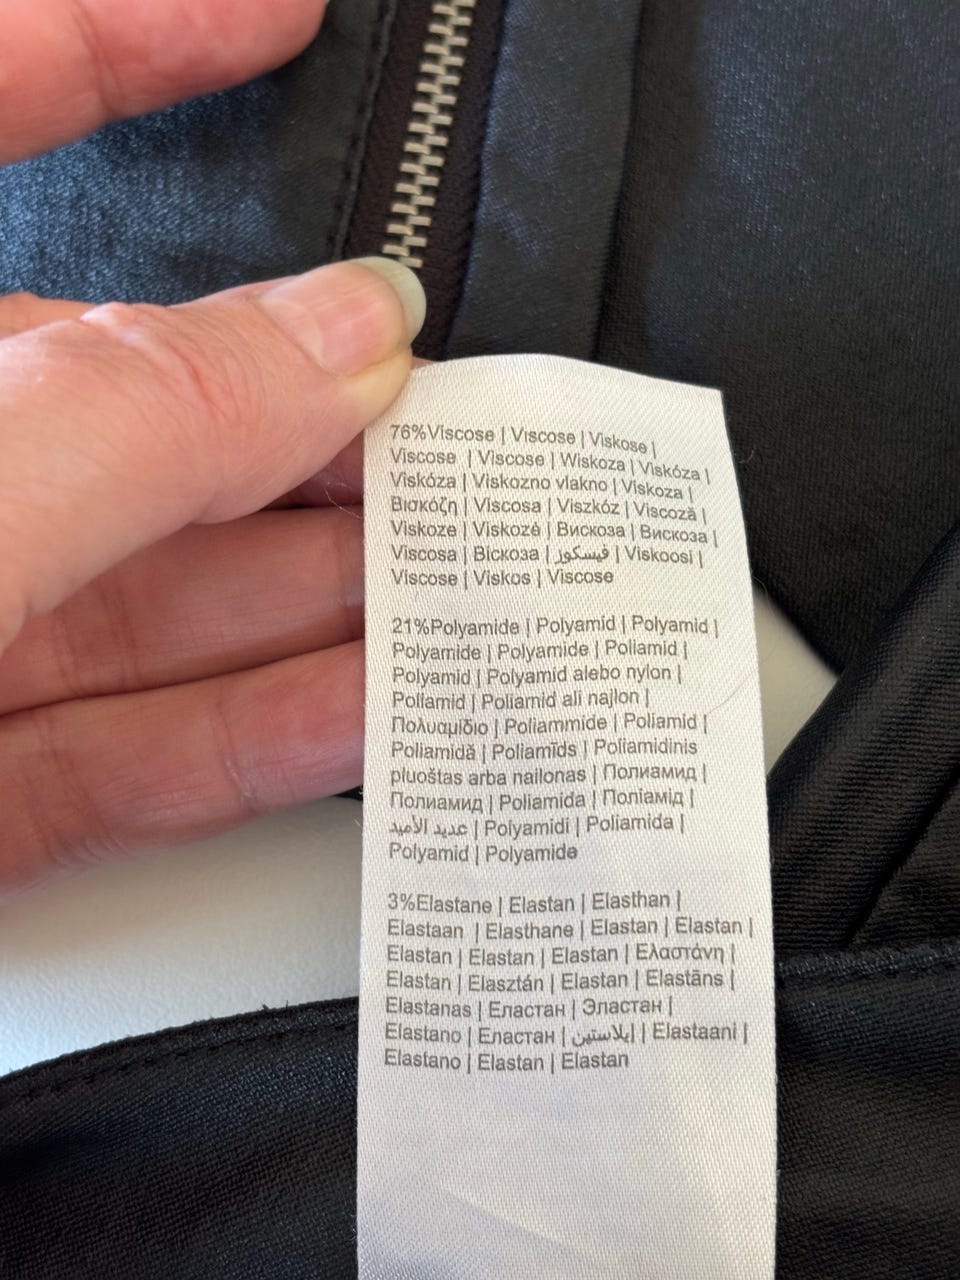 76%Viscose | Viscose | Viskose |
Viscose | Viscose | Wiskoza | Viskóza |
Viskóza | Viskozno vlakno | Viskoza |
Βισκόζη | Viscosa | Viszkóz | Viscoză |
Viskoze | Viskozė | Вискоза | Вискоза |
Viscosa | Віскоза | فيسكوز | Viskoosi |
Viscose | Viskos | Viscose
21%Polyamide | Polyamid | Polyamid |
Polyamide | Polyamide | Poliamid |
Polyamid | Polyamid alebo nylon |
Poliamid | Poliamid ali najlon |
Πολυαμίδιο | Poliammide | Poliamid |
Poliamidă | Poliamīds | Poliamidinis
pluoštas arba nailonas | Полиамид |
Полиамид | Poliamida | Поліамід |
عديد الأميد | Polyamidi | Poliamida |
Polyamid | Polyamide
3%Elastane | Elastan | Elasthan |
Elastaan | Elasthane | Elastan | Elastan |
Elastan | Elastan | Elastan | Ελαστάνη |
Elastan | Elasztán | Elastan | Elastāns |
Elastanas | Еластан | Эластан |
Elastano | Еластан | إيلاستين | Elastaani |
Elastano | Elastan | Elastan